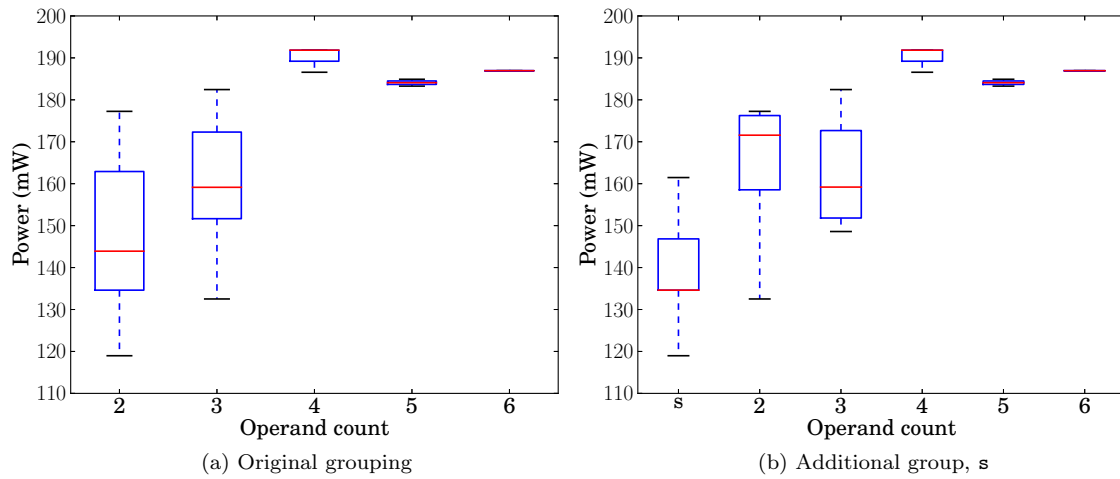 200
190
180
170
160
150
140
130
120
110
Power (mW)
2 3 4 5 6
Operand count
(a) Original grouping
200
190
180
170
160
150
140
130
120
110
Power (mW)
s 2 3 4 5 6
Operand count
(b) Additional group, s